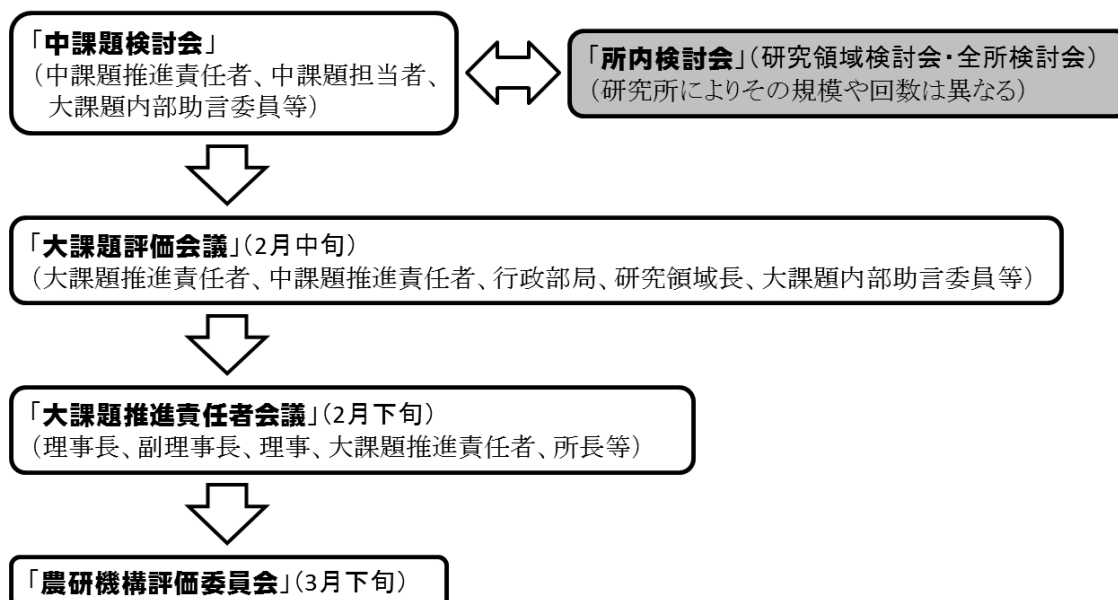 「中課題検討会」
（中課題推進責任者、中課題担当者、
大課題内部助言委員等）
「所内検討会」（研究領域検討会・全所検討会）
（研究所によりその規模や回数は異なる）
「大課題評価会議」（2月中旬）
（大課題推進責任者、中課題推進責任者、行政部局、研究領域長、大課題内部助言委員等）
「大課題推進責任者会議」（2月下旬）
（理事長、副理事長、理事、大課題推進責任者、所長等）
「農研機構評価委員会」（3月下旬）